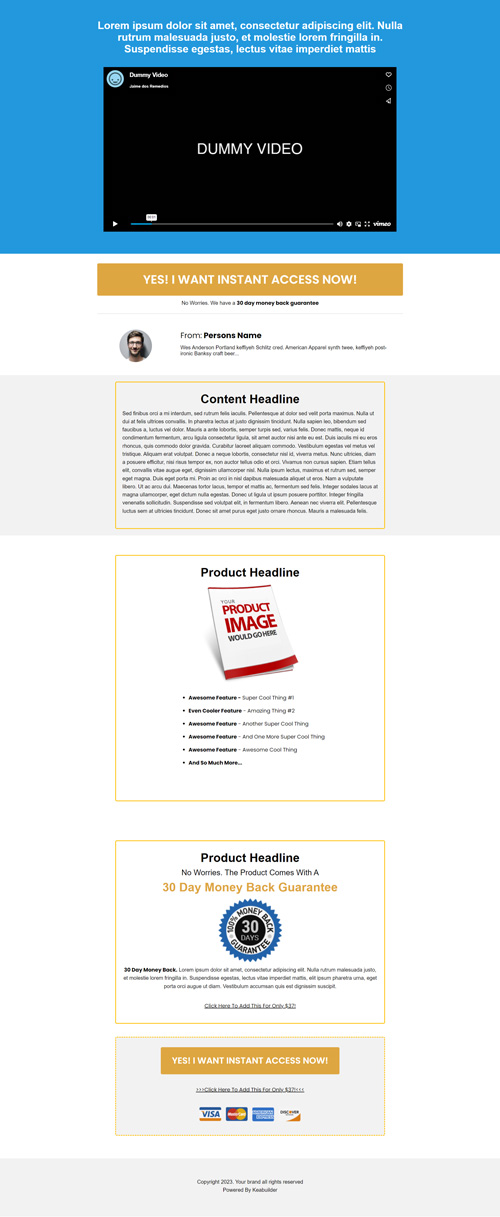 Lorem ipsum dolor sit amet, consectetur adipiscing elit. Nulla
rutrum malesuada justo, et molestie lorem fringilla in.
Suspendisse egestas, lectus vitae imperdiet mattis
Dummy Video
Jaime dos Remedios
DUMMY VIDEO
vimeo
YES! I WANT INSTANT ACCESS NOW!
No Worries. We have a 30 day money back guarantee
From: Persons Name
Wes Anderson Portland keffiyeh Schlitz cred. American Apparel synth twee, keffiyeh post-
ironic Banksy craft beer...
Content Headline
Sed finibus orci a mi interdum, sed rutrum felis iaculis. Pellentesque at dolor sed velit porta maximus. Nulla ut
dui at felis ultrices convallis. In pharetra lectus at justo dignissim tincidunt. Nulla sapien leo, bibendum sed
faucibus a, luctus vel dolor. Mauris a ante lobortis, semper turpis sed, varius felis. Donec mattis, neque id
condimentum fermentum, arcu ligula consectetur ligula, sit amet auctor nisi ante eu est. Duis iaculis mi eu eros
rhoncus, quis commodo dolor gravida. Curabitur laoreet aliquam commodo. Vestibulum egestas vel metus vel
tristique. Aliquam erat volutpat. Donec a neque lobortis, consectetur nisl id, viverra metus. Nunc ultricies, diam
a posuere efficitur, nisi risus tempor ex, non auctor tellus odio et orci. Vivamus non cursus sapien. Etiam tellus
elit, convallis vitae augue eget, dignissim ullamcorper nisl. Nulla ipsum lectus, maximus et rutrum sed, semper
eget magna. Duis eget porta mi. Proin ac orci in nisl dapibus malesuada aliquet ut eros. Nam a vulputate
libero. Ut ac arcu dui. Maecenas tortor lacus, tempor et mattis ac, fermentum sed felis. Integer sodales lacus at
magna ullamcorper, eget dictum nulla egestas. Donec ut ligula ut ipsum posuere porttitor. Integer fringilla
venenatis sollicitudin. Suspendisse sed volutpat elit, in fermentum libero. Aenean nec viverra elit. Pellentesque
luctus sem at ultricies tincidunt. Donec sit amet purus eget justo ornare rhoncus. Mauris a malesuada felis.
Product Headline
YOUR
PRODUCT
IMAGE
WOULD GO HERE
• Awesome Feature - Super Cool Thing #1
• Even Cooler Feature - Amazing Thing #2
• Awesome Feature - Another Super Cool Thing
• Awesome Feature - And One More Super Cool Thing
• Awesome Feature - Awesome Cool Thing
• And So Much More...
Product Headline
No Worries. The Product Comes With A
30 Day Money Back Guarantee
100% MONEY BACK
30
DAYS
GUARANTEE
30 Day Money Back. Lorem ipsum dolor sit amet, consectetur adipiscing elit. Nulla rutrum malesuada justo,
et molestie lorem fringilla in. Suspendisse egestas, lectus vitae imperdiet mattis, elit ipsum pharetra urna, eget
porta orci augue ut diam. Vestibulum accumsan quis est dignissim suscipit.
Click Here To Add This For Only $37!
YES! I WANT INSTANT ACCESS NOW!
>>>Click Here To Add This For Only $37!<<<
VISA MasterCard DISCOVER
Copyright 2023. Your brand all rights reserved
Powered By Keabuilder